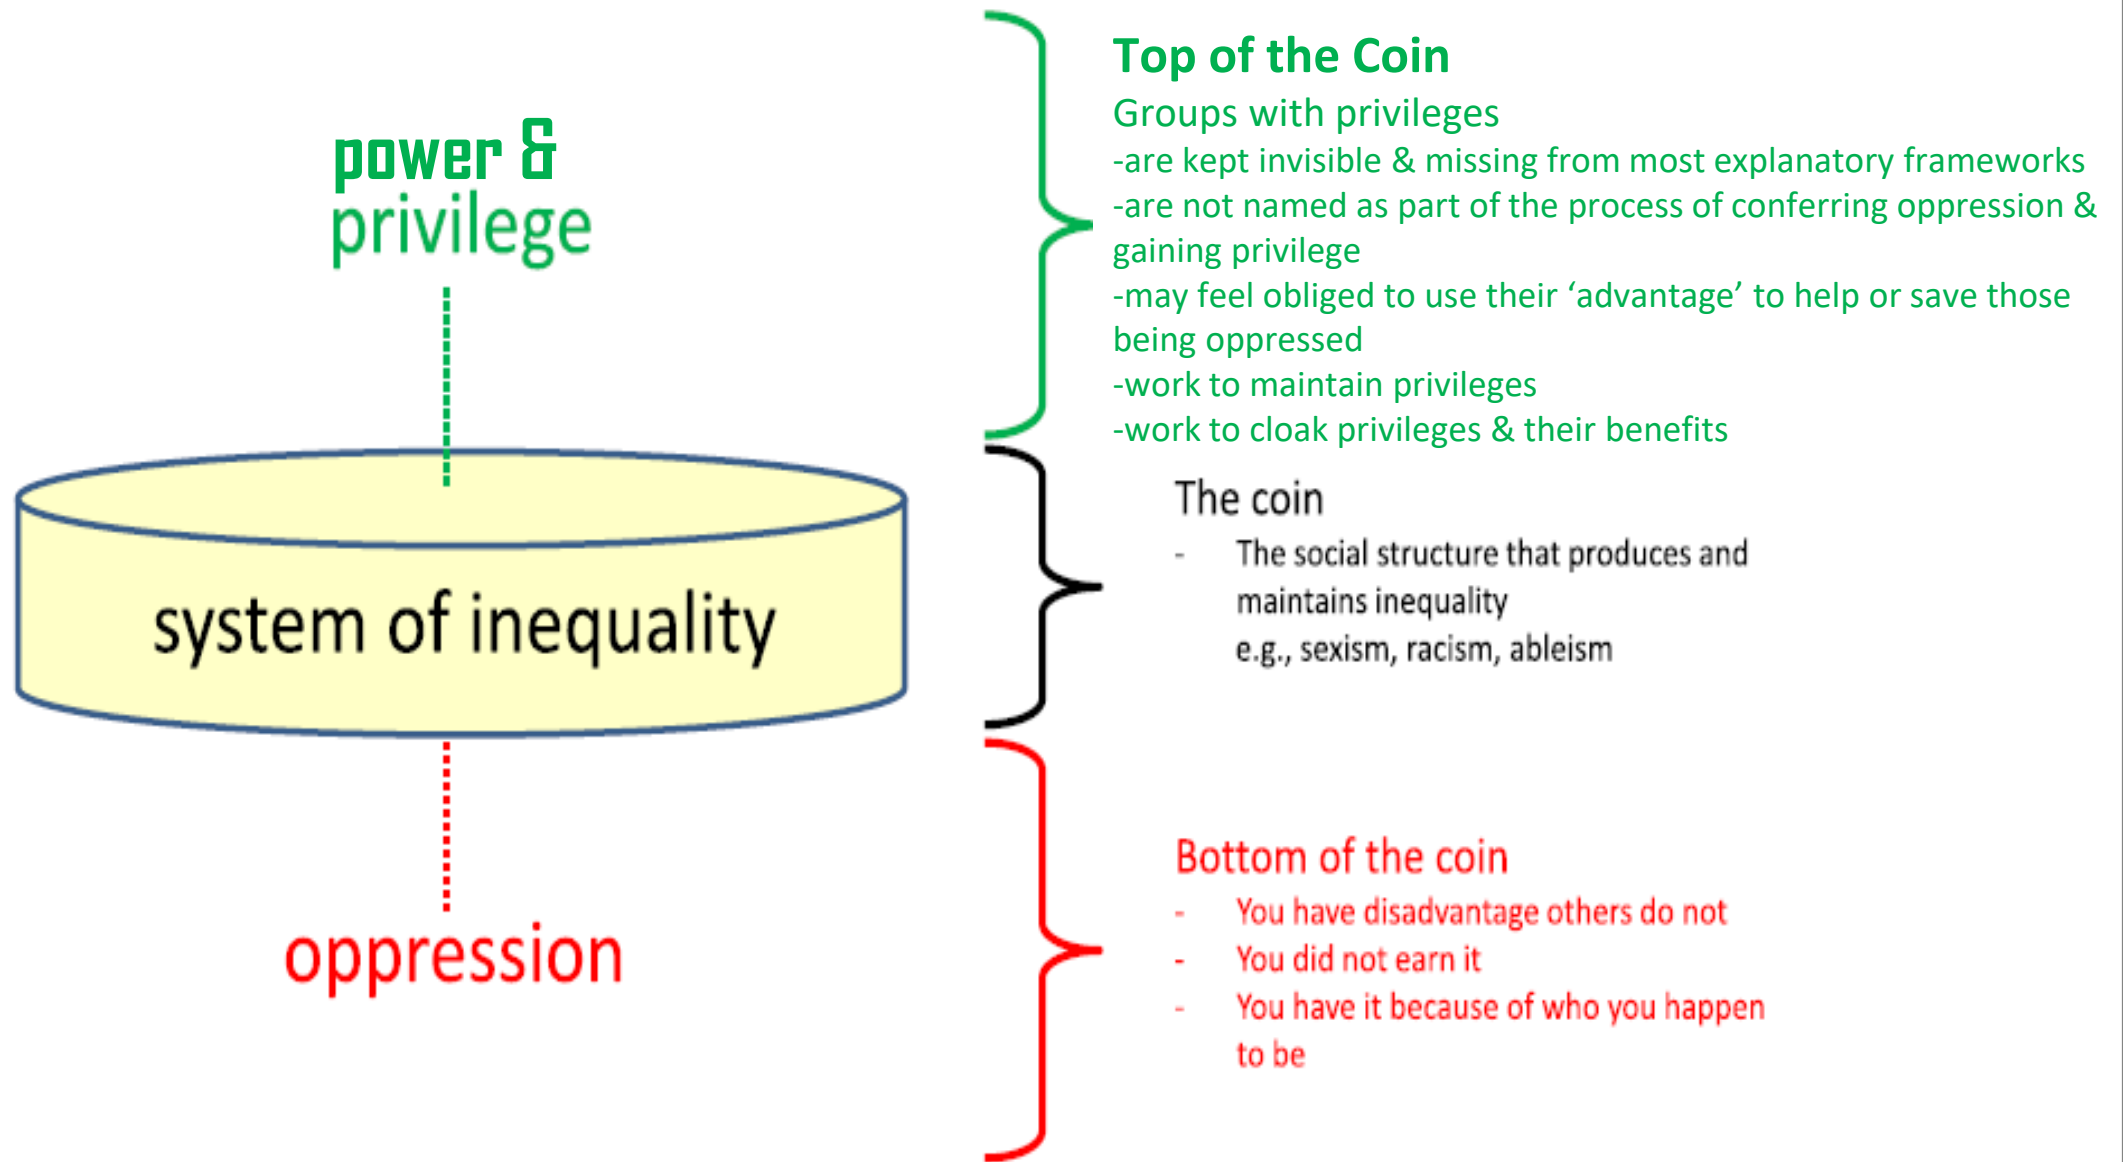 power &
privilege
system of inequality
oppression
Top of the Coin
Groups with privileges
-are kept invisible & missing from most explanatory frameworks
-are not named as part of the process of conferring oppression &
gaining privilege
-may feel obliged to use their ‘advantage’ to help or save those
being oppressed
-work to maintain privileges
-work to cloak privileges & their benefits
The coin
- The social structure that produces and
maintains inequality
e.g., sexism, racism, ableism
Bottom of the coin
- You have disadvantage others do not
- You did not earn it
- You have it because of who you happen
to be